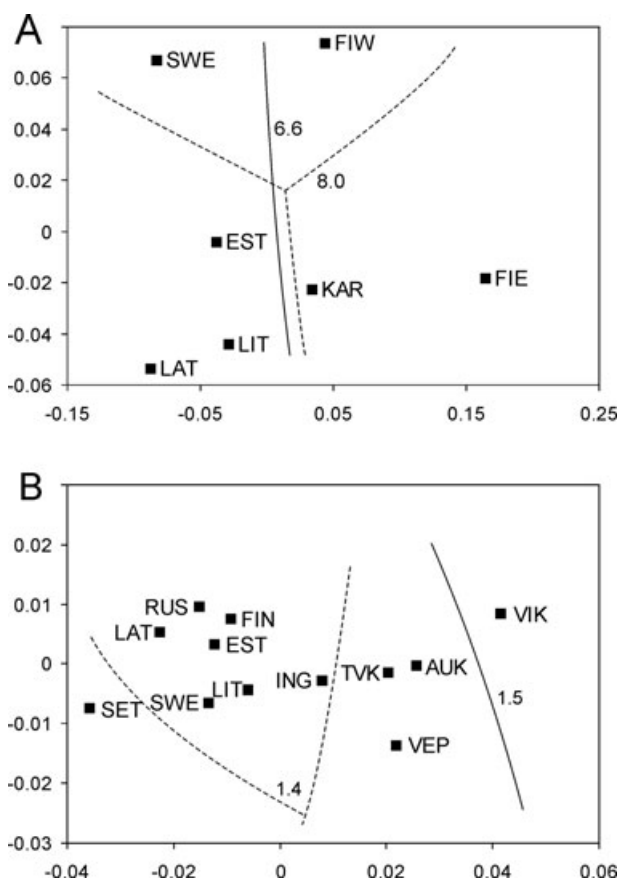 A
0.06
0.04
0.02
0
-0.02
-0.04
-0.06
-0.15
-0.05
0.05
0.15
0.25
SWE
FIW
6.6
8.0
EST
KAR
FIE
LIT
LAT
B
0.02
0.01
0
-0.01
-0.02
-0.03
-0.04
-0.02
0
0.02
0.04
0.06
RUS
FIN
VIK
LAT
EST
ING
TVK
AUK
LIT
SWE
SET
1.5
VEP
1.4